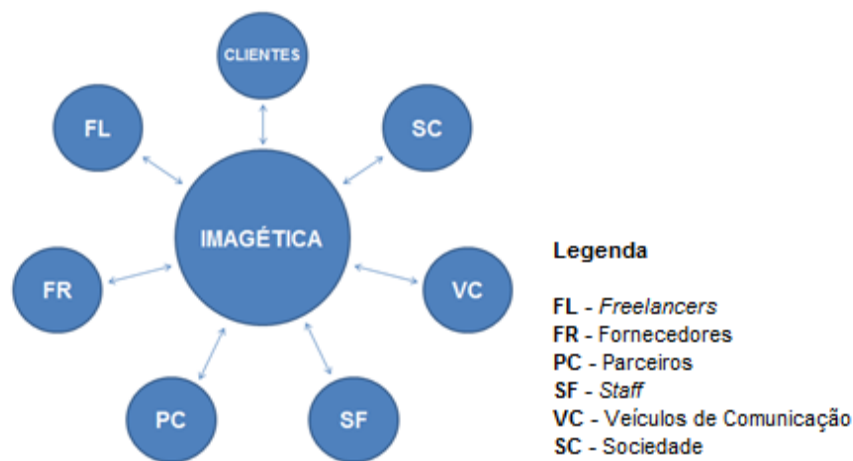 CLIENTES
FL
SC
IMAGÉTICA
FR
VC
PC
SF
Legenda
FL - Freelancers
FR - Fornecedores
PC - Parceiros
SF - Staff
VC - Veículos de Comunicação
SC - Sociedade